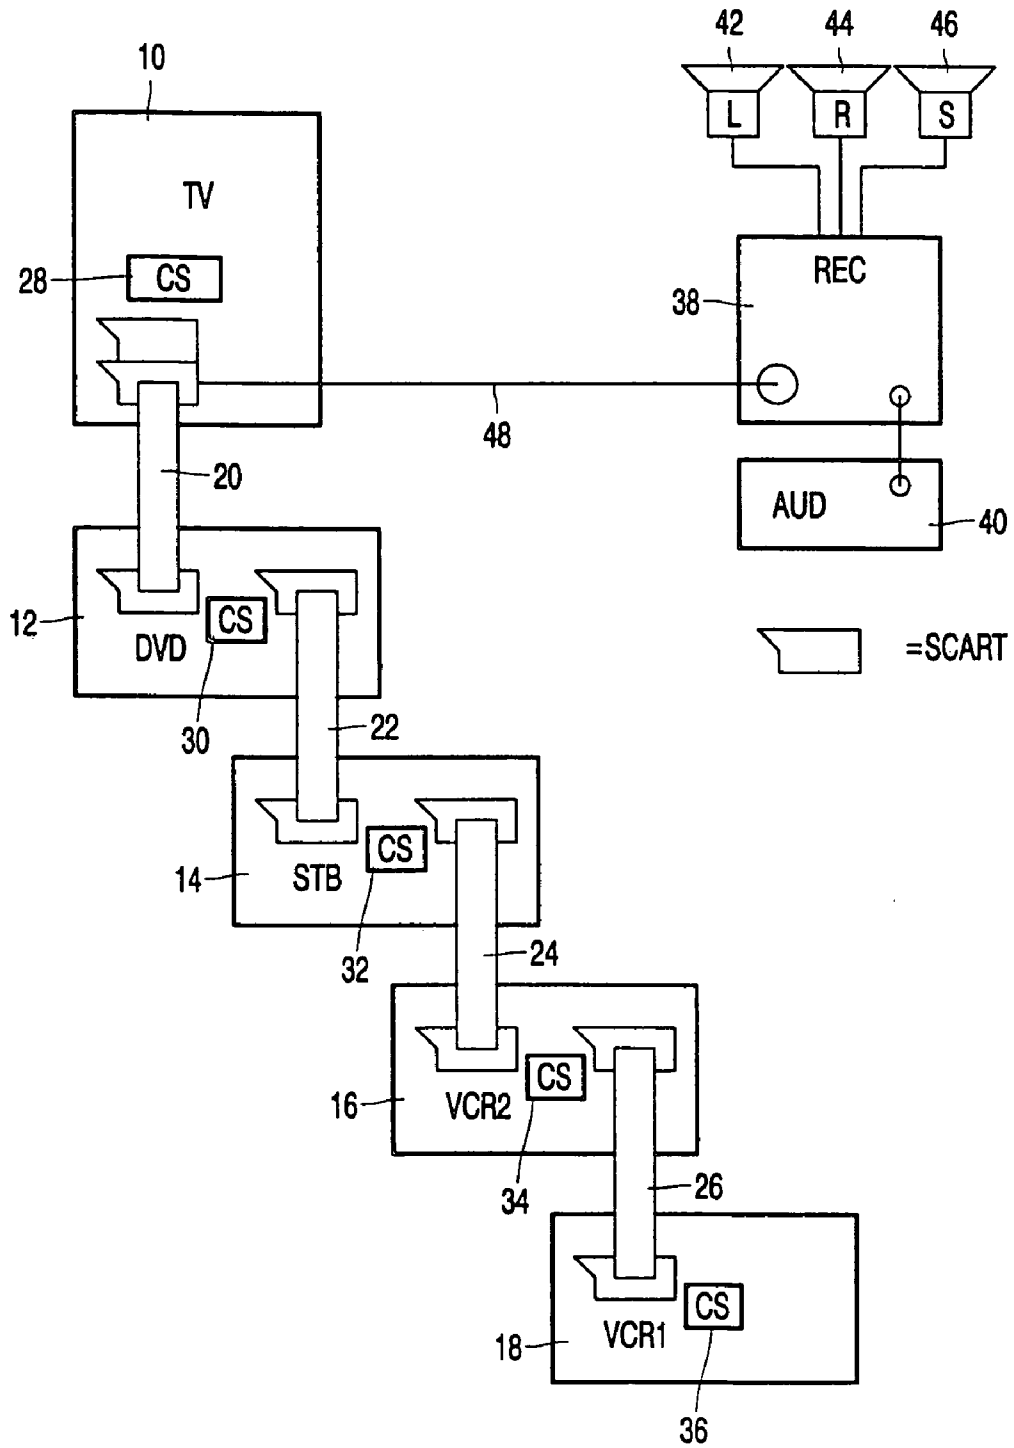 42 44 46
10
L R S
TV
REC
28 CS
38
48
20
AUD
40
12 CS
DVD
=SCART
30
22
CS
14 STB
32
24
CS
16 VCR2
34
26
CS
18 VCR1
36